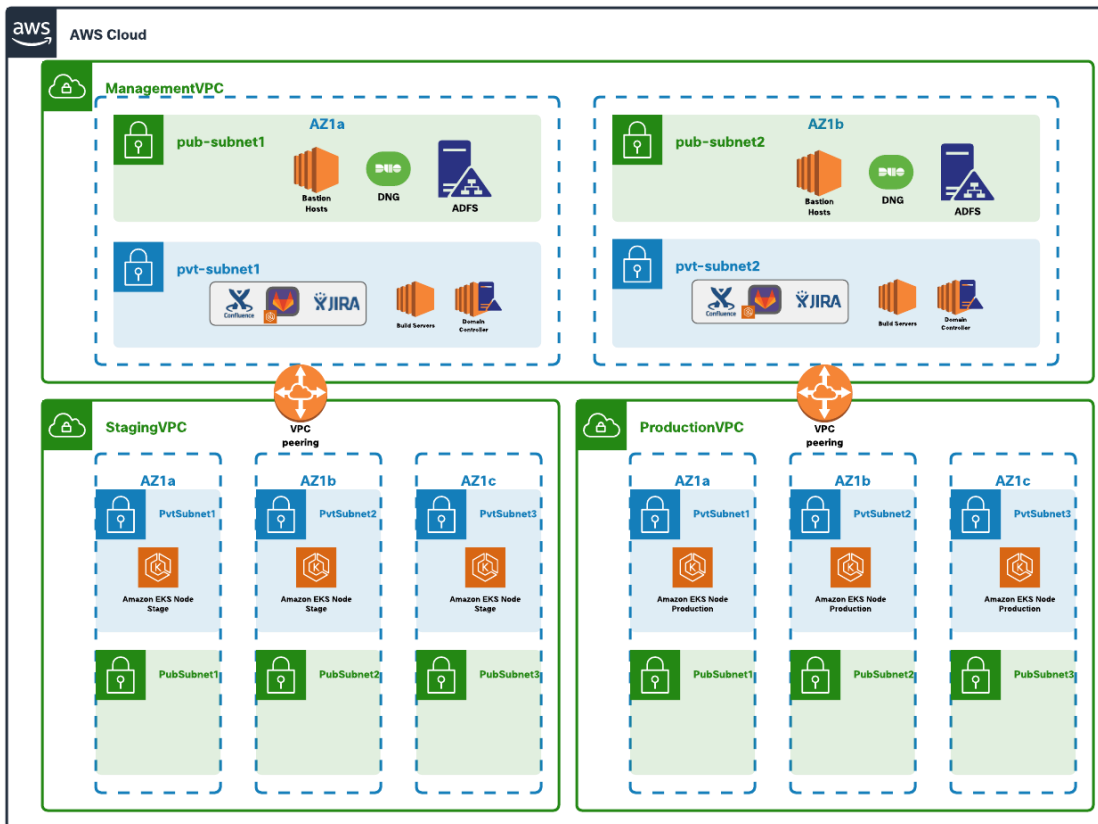 aws
AWS Cloud
ManagementVPC
AZ1a
pub-subnet1
Bastion
Hosts
DUO
DNG
ADFS
pvt-subnet1
Confluence
JIRA
Build Servers
Domain
Controller
AZ1b
pub-subnet2
Bastion
Hosts
DUO
DNG
ADFS
pvt-subnet2
Confluence
JIRA
Build Servers
Domain
Controller
VPC
peering
VPC
peering
StagingVPC
AZ1a
PvtSubnet1
Amazon EKS Node
Stage
PubSubnet1
AZ1b
PvtSubnet2
Amazon EKS Node
Stage
PubSubnet2
AZ1c
PvtSubnet3
Amazon EKS Node
Stage
PubSubnet3
ProductionVPC
AZ1a
PvtSubnet1
Amazon EKS Node
Production
PubSubnet1
AZ1b
PvtSubnet2
Amazon EKS Node
Production
PubSubnet2
AZ1c
PvtSubnet3
Amazon EKS Node
Production
PubSubnet3